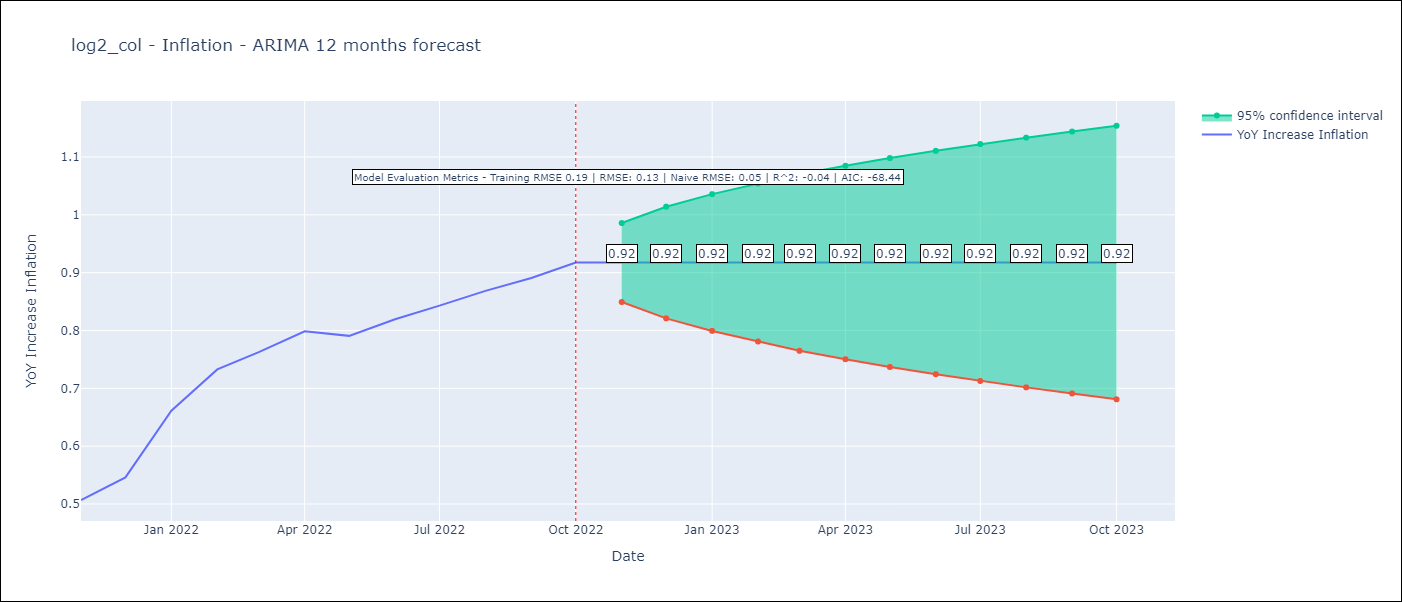 log2_col - Inflation - ARIMA 12 months forecast
95% confidence interval
YoY Increase Inflation
Model Evaluation Metrics - Training RMSE 0.19 | RMSE: 0.13 | Naive RMSE: 0.05 | R^2: -0.04 | AIC: -68.44
YoY Increase Inflation
1.1
1
0.9
0.8
0.7
0.6
0.5
0.92 0.92 0.92 0.92 0.92 0.92 0.92 0.92 0.92 0.92 0.92 0.92
Jan 2022 Apr 2022 Jul 2022 Oct 2022 Jan 2023 Apr 2023 Jul 2023 Oct 2023
Date